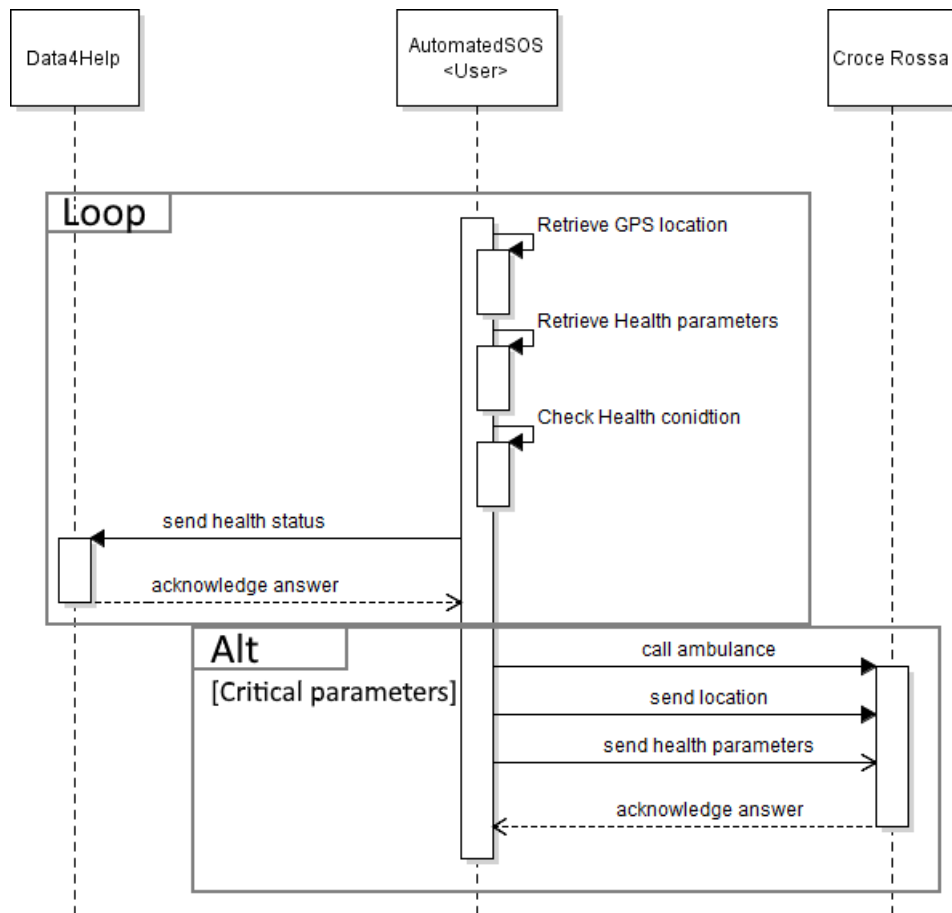 Data4Help
AutomatedSOS
<User>
Croce Rossa
Loop
Retrieve GPS location
Retrieve Health parameters
Check Health conidtion
send health status
acknowledge answer
Alt
[Critical parameters]
call ambulance
send location
send health parameters
acknowledge answer